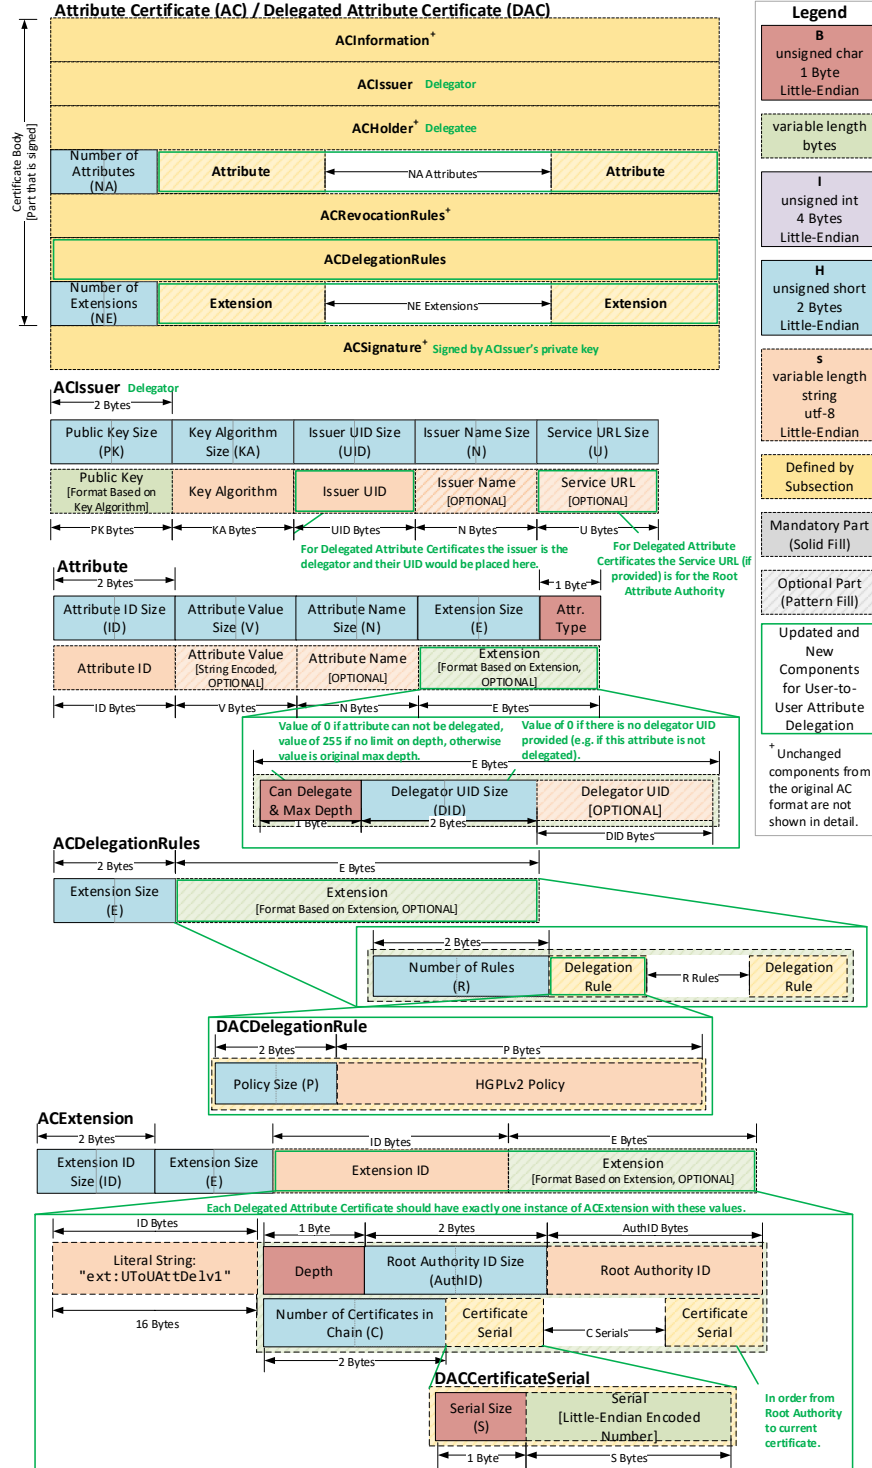 Attribute Certificate (AC) / Delegated Attribute Certificate (DAC)
Certificate Body
[Part that is signed]
ACInformation+
ACIssuer Delegator
ACHolder+ Delegatee
Number of
Attributes
(NA)
Attribute
NA Attributes
Attribute
ACRevocationRules+
ACDelegationRules
Number of
Extensions
(NE)
Extension
NE Extensions
Extension
ACSignature+ Signed by ACIssuer's private key
ACIssuer Delegator
2 Bytes
Public Key Size
(PK)
Key Algorithm
Size (KA)
Issuer UID Size
(UID)
Issuer Name Size
(N)
Service URL Size
(U)
Public Key
[Format Based on
Key Algorithm]
Key Algorithm
Issuer UID
Issuer Name
[OPTIONAL]
Service URL
[OPTIONAL]
PK Bytes
KA Bytes
UID Bytes
N Bytes
U Bytes
For Delegated Attribute Certificates the issuer is the
delegator and their UID would be placed here.
For Delegated Attribute
Certificates the Service URL (if
provided) is for the Root
Attribute Authority
Attribute
2 Bytes
1 Byte
Attribute ID Size
(ID)
Attribute Value
Size (V)
Attribute Name
Size (N)
Extension Size
(E)
Attr.
Type
Attribute ID
Attribute Value
[String Encoded,
OPTIONAL]
Attribute Name
[OPTIONAL]
Extension
[Format Based on Extension,
OPTIONAL]
ID Bytes
V Bytes
N Bytes
E Bytes
Value of 0 if attribute can not be delegated,
value of 255 if no limit on depth, otherwise
value is original max depth.
Value of 0 if there is no delegator UID
provided (e.g. if this attribute is not
delegated).
E Bytes
Can Delegate
& Max Depth
Delegator UID Size
(DID)
Delegator UID
[OPTIONAL]
1 Byte
2 Bytes
DID Bytes
ACDelegationRules
2 Bytes
E Bytes
Extension Size
(E)
Extension
[Format Based on Extension, OPTIONAL]
2 Bytes
Number of Rules
(R)
Delegation
Rule
R Rules
Delegation
Rule
DACDelegationRule
2 Bytes
P Bytes
Policy Size (P)
HGPLv2 Policy
ACExtension
2 Bytes
ID Bytes
E Bytes
Extension ID
Size (ID)
Extension Size
(E)
Extension ID
Extension
[Format Based on Extension, OPTIONAL]
Each Delegated Attribute Certificate should have exactly one instance of ACExtension with these values.
ID Bytes
1 Byte
2 Bytes
AuthID Bytes
Literal String:
"ext:UToUAttDelv1"
Depth
Root Authority ID Size
(AuthID)
Root Authority ID
16 Bytes
Number of Certificates in
Chain (C)
Certificate
Serial
C Serials
Certificate
Serial
2 Bytes
DACCertificateSerial
Serial Size
(S)
Serial
[Little-Endian Encoded
Number]
1 Byte
S Bytes
In order from
Root Authority
to current
certificate.
Legend
B
unsigned char
1 Byte
Little-Endian
variable length
bytes
I
unsigned int
4 Bytes
Little-Endian
H
unsigned short
2 Bytes
Little-Endian
s
variable length
string
utf-8
Little-Endian
Defined by
Subsection
Mandatory Part
(Solid Fill)
Optional Part
(Pattern Fill)
Updated and
New
Components
for User-to-
User Attribute
Delegation
+ Unchanged
components from
the original AC
format are not
shown in detail.